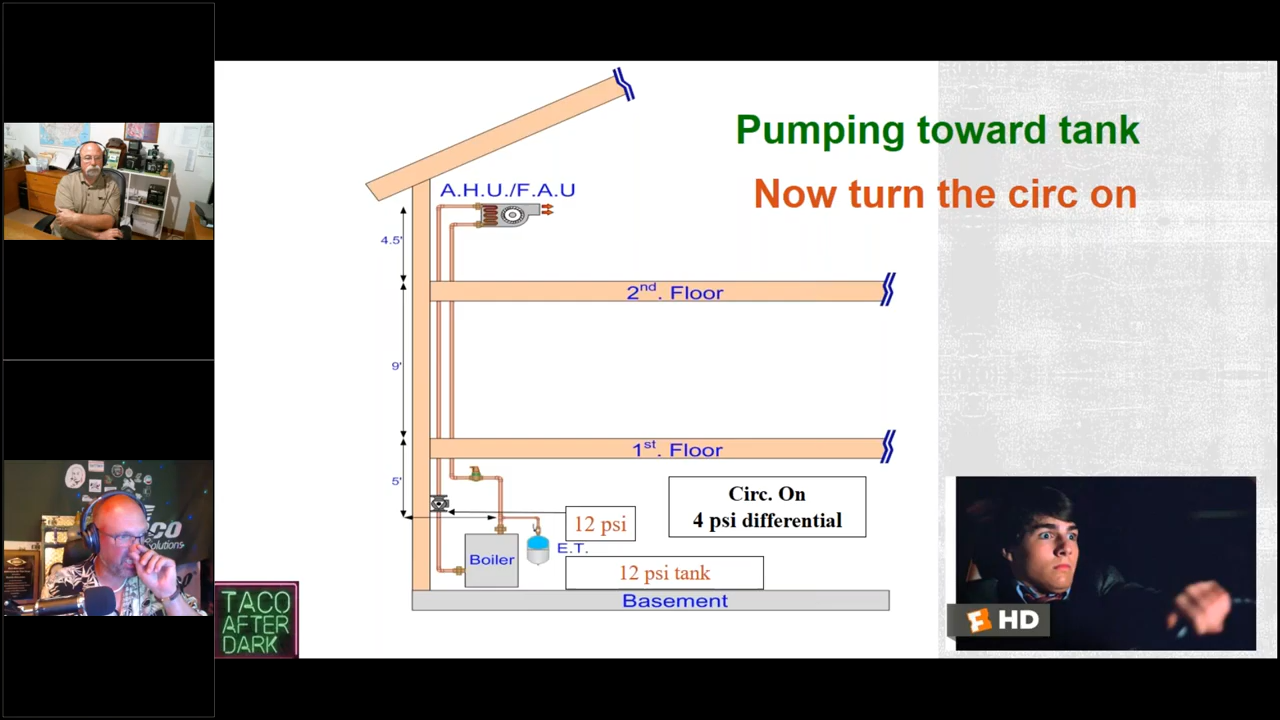 Pumping toward tank
Now turn the circ on
A.H.U./F.A.U
4.5'
2nd. Floor
9'
1st. Floor
5'
Circ. On
4 psi differential
12 psi
E.T.
Boiler
12 psi tank
Basement
TACO
AFTER
DARK
HD